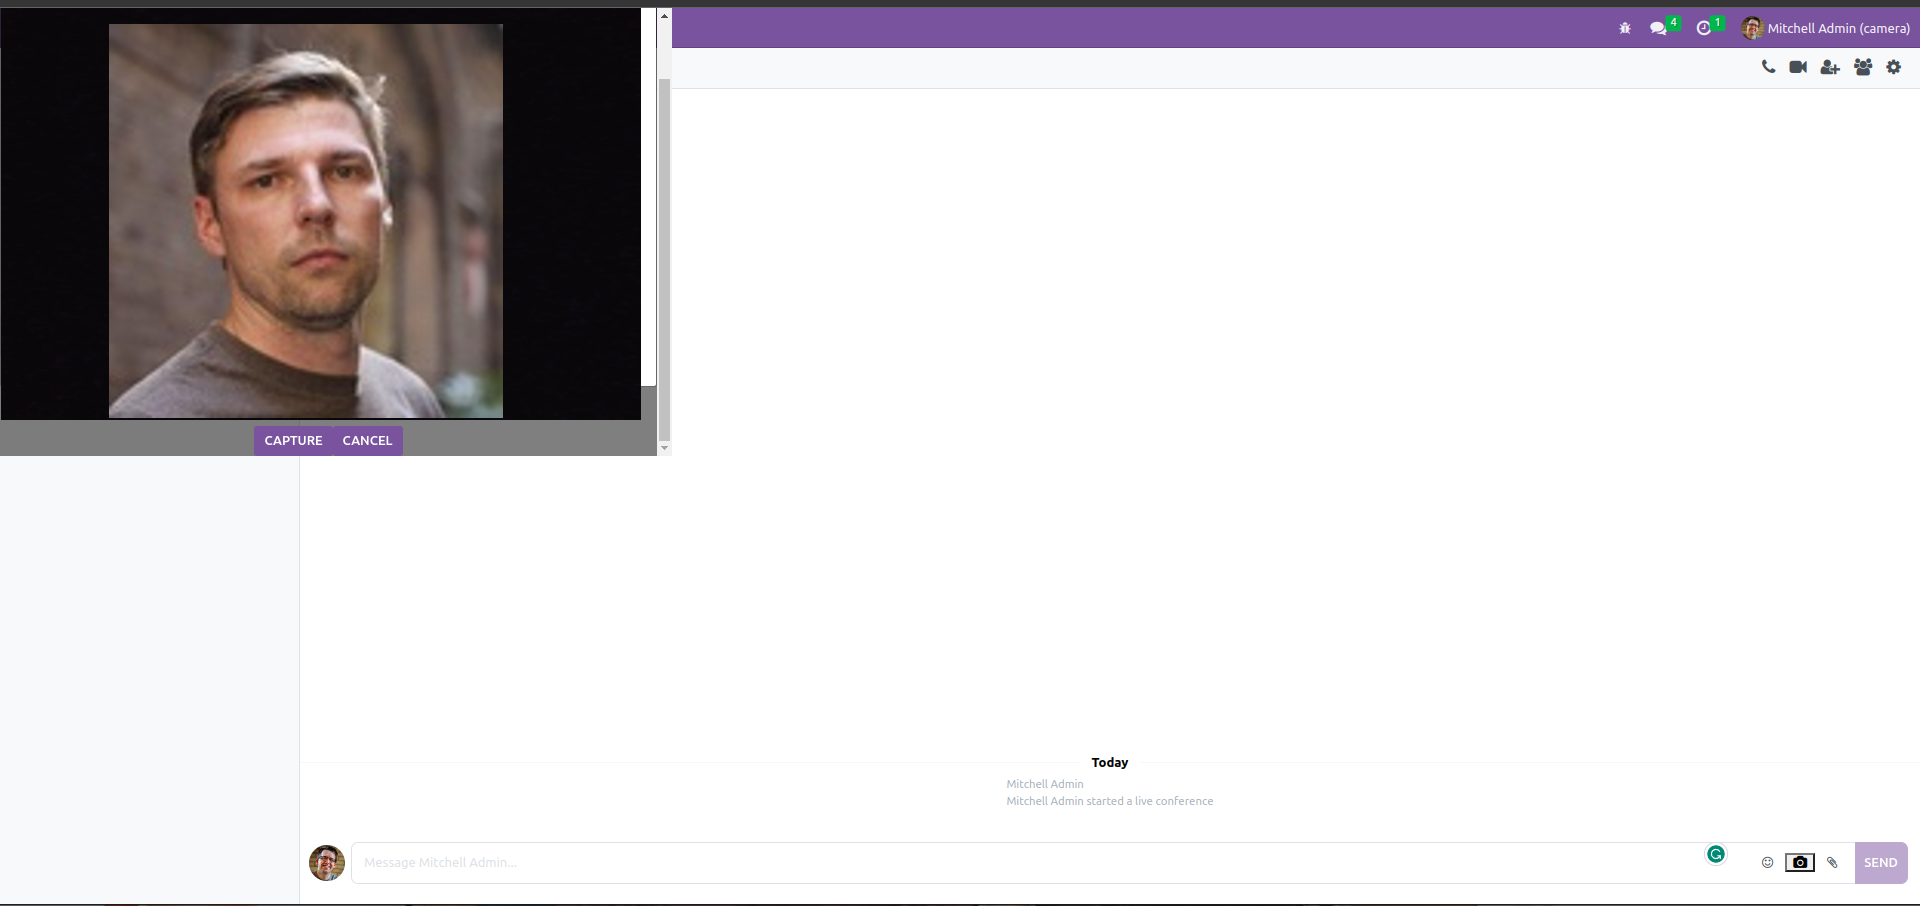 4
1
Mitchell Admin (camera)
CAPTURE
CANCEL
Today
Mitchell Admin
Mitchell Admin started a live conference
Message Mitchell Admin...
SEND